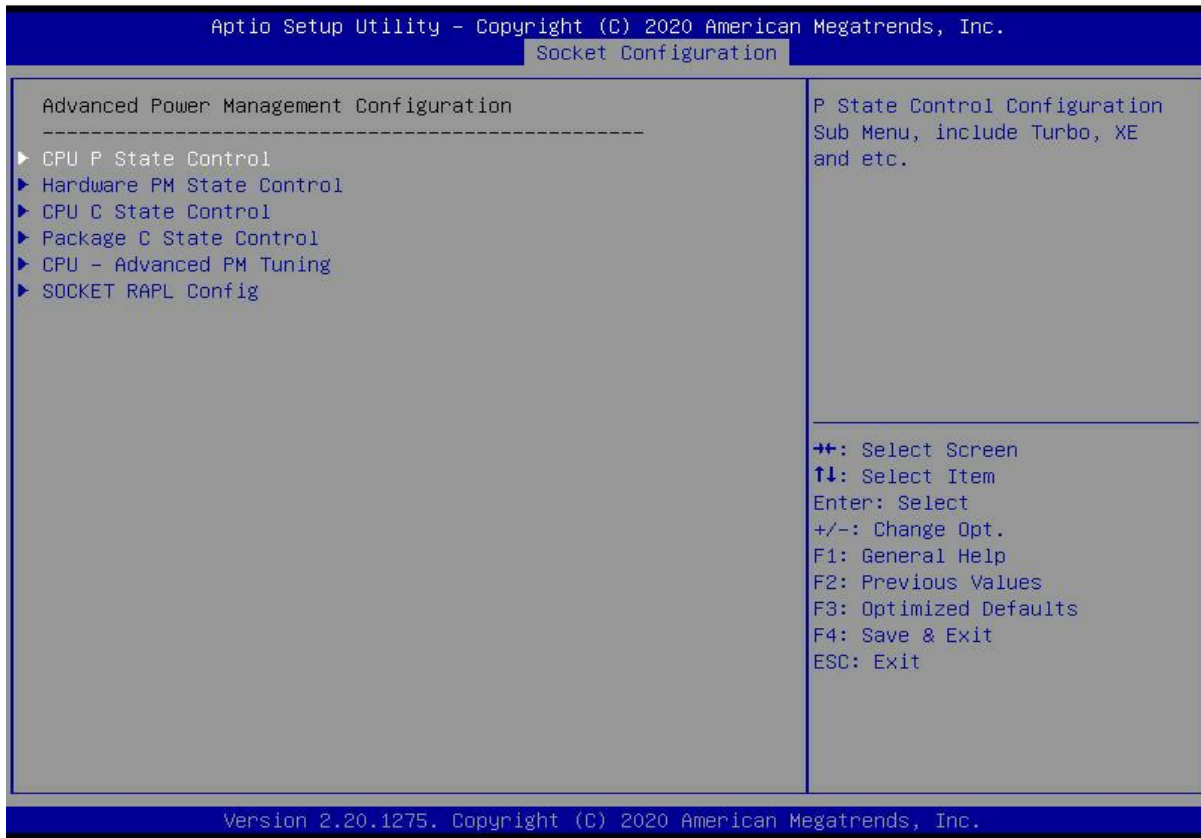 Aptio Setup Utility – Copyright (C) 2020 American Megatrends, Inc.
Socket Configuration
Advanced Power Management Configuration
--------------------------------------------------
▶ CPU P State Control
▶ Hardware PM State Control
▶ CPU C State Control
▶ Package C State Control
▶ CPU – Advanced PM Tuning
▶ SOCKET RAPL Config
P State Control Configuration
Sub Menu, include Turbo, XE
and etc.
→←: Select Screen
↑↓: Select Item
Enter: Select
+/-: Change Opt.
F1: General Help
F2: Previous Values
F3: Optimized Defaults
F4: Save & Exit
ESC: Exit
Version 2.20.1275. Copyright (C) 2020 American Megatrends, Inc.